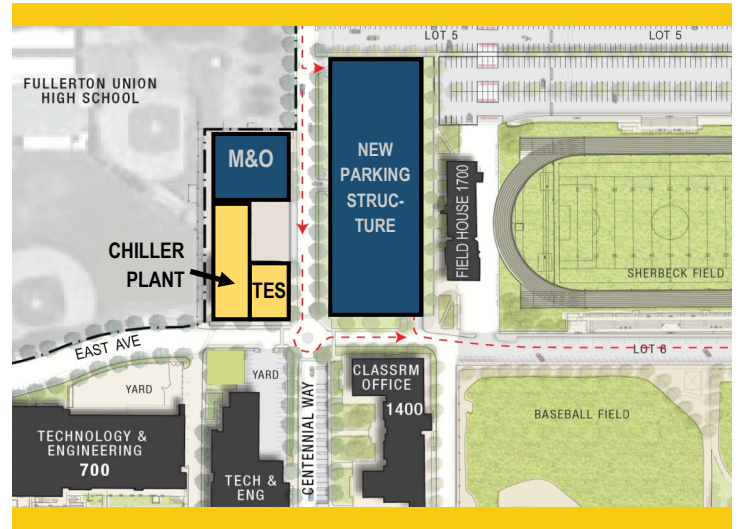 LOT 5
LOT 5
FULLERTON UNION
HIGH SCHOOL
M&O
NEW
PARKING
STRUC-
TURE
FIELD HOUSE 1700
CHILLER
PLANT
TES
SHERBECK FIELD
EAST AVE
LOT 6
YARD
YARD
CENTENNIAL WAY
CLASSRM
OFFICE
1400
BASEBALL FIELD
TECHNOLOGY &
ENGINEERING
700
TECH &
ENG